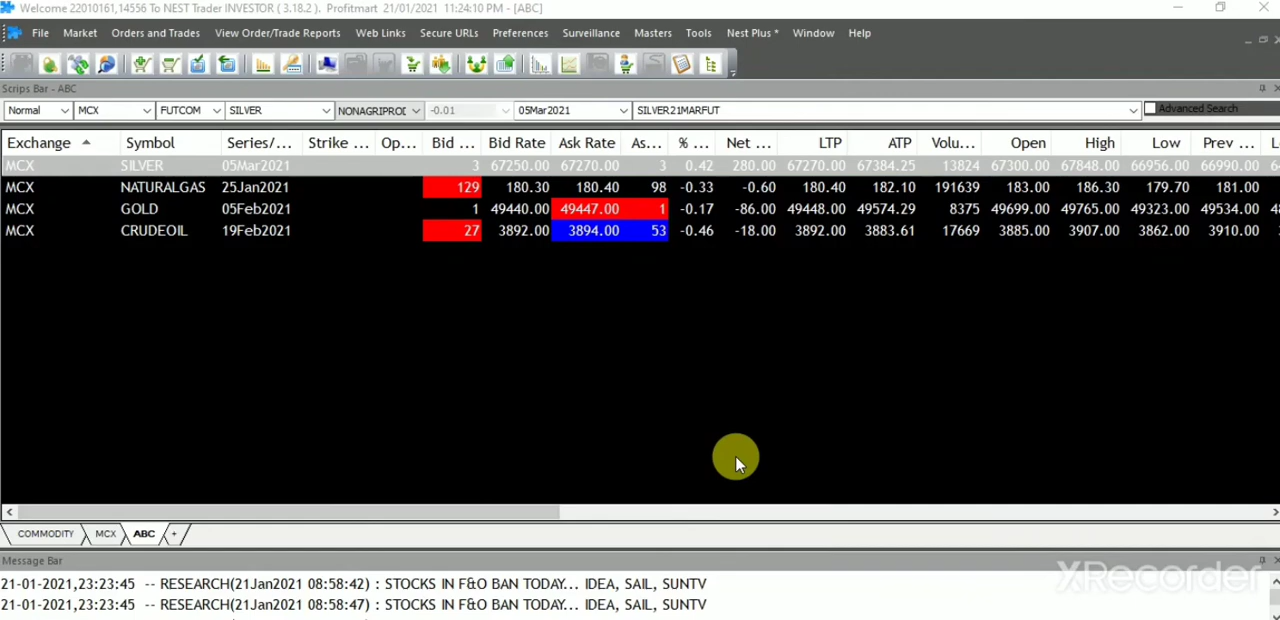 Welcome 22010161,14556 To NEST Trader INVESTOR ( 3.18.2 ). Profitmart 21/01/2021 11:24:10 PM - [ABC]
File Market Orders and Trades View Order/Trade Reports Web Links Secure URLs Preferences Surveillance Masters Tools Nest Plus * Window Help
Scrips Bar - ABC
Normal MCX FUTCOM SILVER NONAGRIPROD -0.01 05Mar2021 SILVER21MARFUT Advanced Search
Exchange Symbol Series/... Strike ... Op... Bid ... Bid Rate Ask Rate As... % ... Net ... LTP ATP Volu... Open High Low Prev ...
MCX SILVER 05Mar2021 3 67250.00 67270.00 3 0.42 280.00 67270.00 67384.25 13824 67300.00 67848.00 66956.00 66990.00
MCX NATURALGAS 25Jan2021 129 180.30 180.40 98 -0.33 -0.60 180.40 182.10 191639 183.00 186.30 179.70 181.00
MCX GOLD 05Feb2021 1 49440.00 49447.00 1 -0.17 -86.00 49448.00 49574.29 8375 49699.00 49765.00 49323.00 49534.00
MCX CRUDEOIL 19Feb2021 27 3892.00 3894.00 53 -0.46 -18.00 3892.00 3883.61 17669 3885.00 3907.00 3862.00 3910.00
COMMODITY MCX ABC +
Message Bar
21-01-2021,23:23:45 -- RESEARCH(21Jan2021 08:58:42) : STOCKS IN F&O BAN TODAY... IDEA, SAIL, SUNTV
XRecorder
21-01-2021,23:23:45 -- RESEARCH(21Jan2021 08:58:47) : STOCKS IN F&O BAN TODAY... IDEA, SAIL, SUNTV